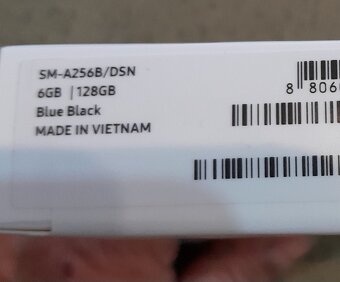 SM-A256B/DSN
6GB | 128GB
Blue Black
MADE IN VIETNAM
8 806